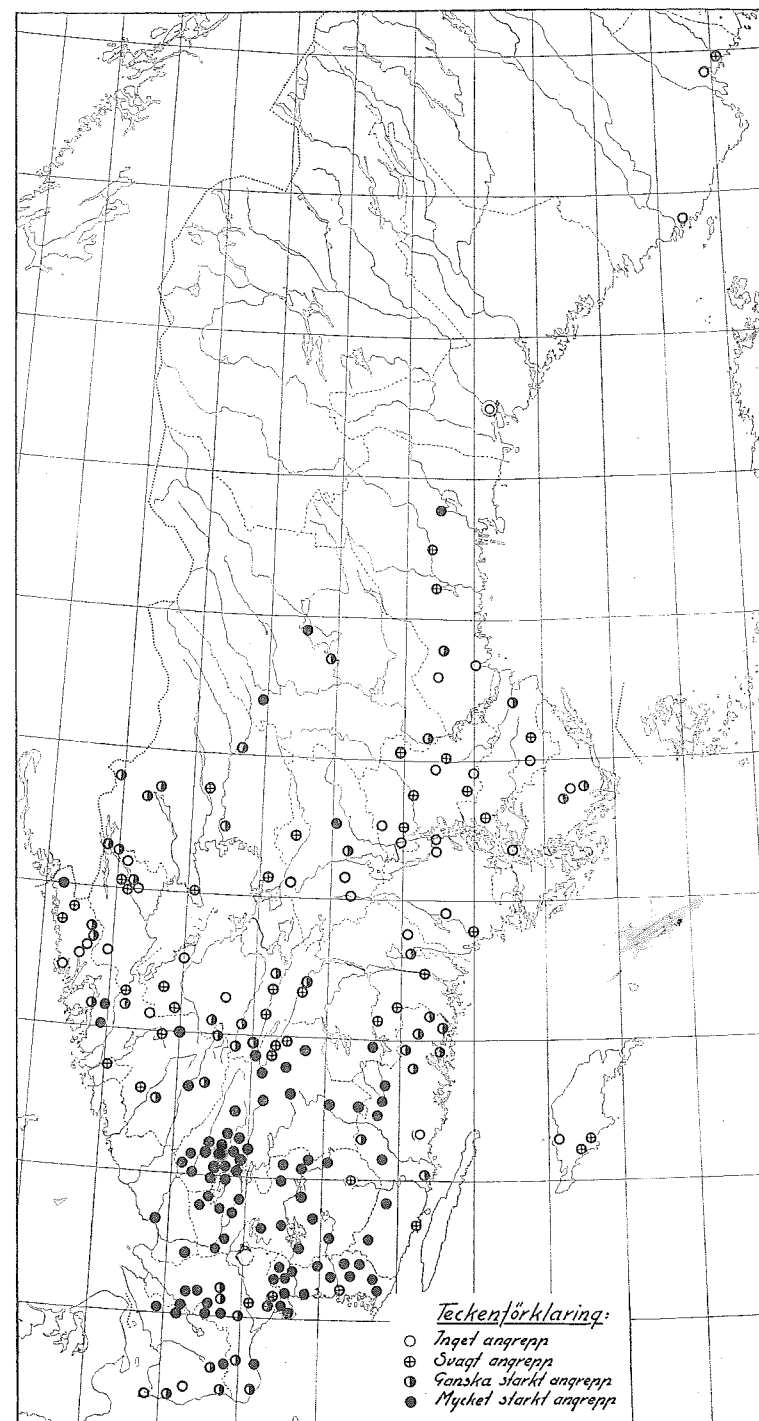 Teckenförklaring:
Inget angrepp
Svagt angrepp
Ganska starkt angrepp
Mycket starkt angrepp